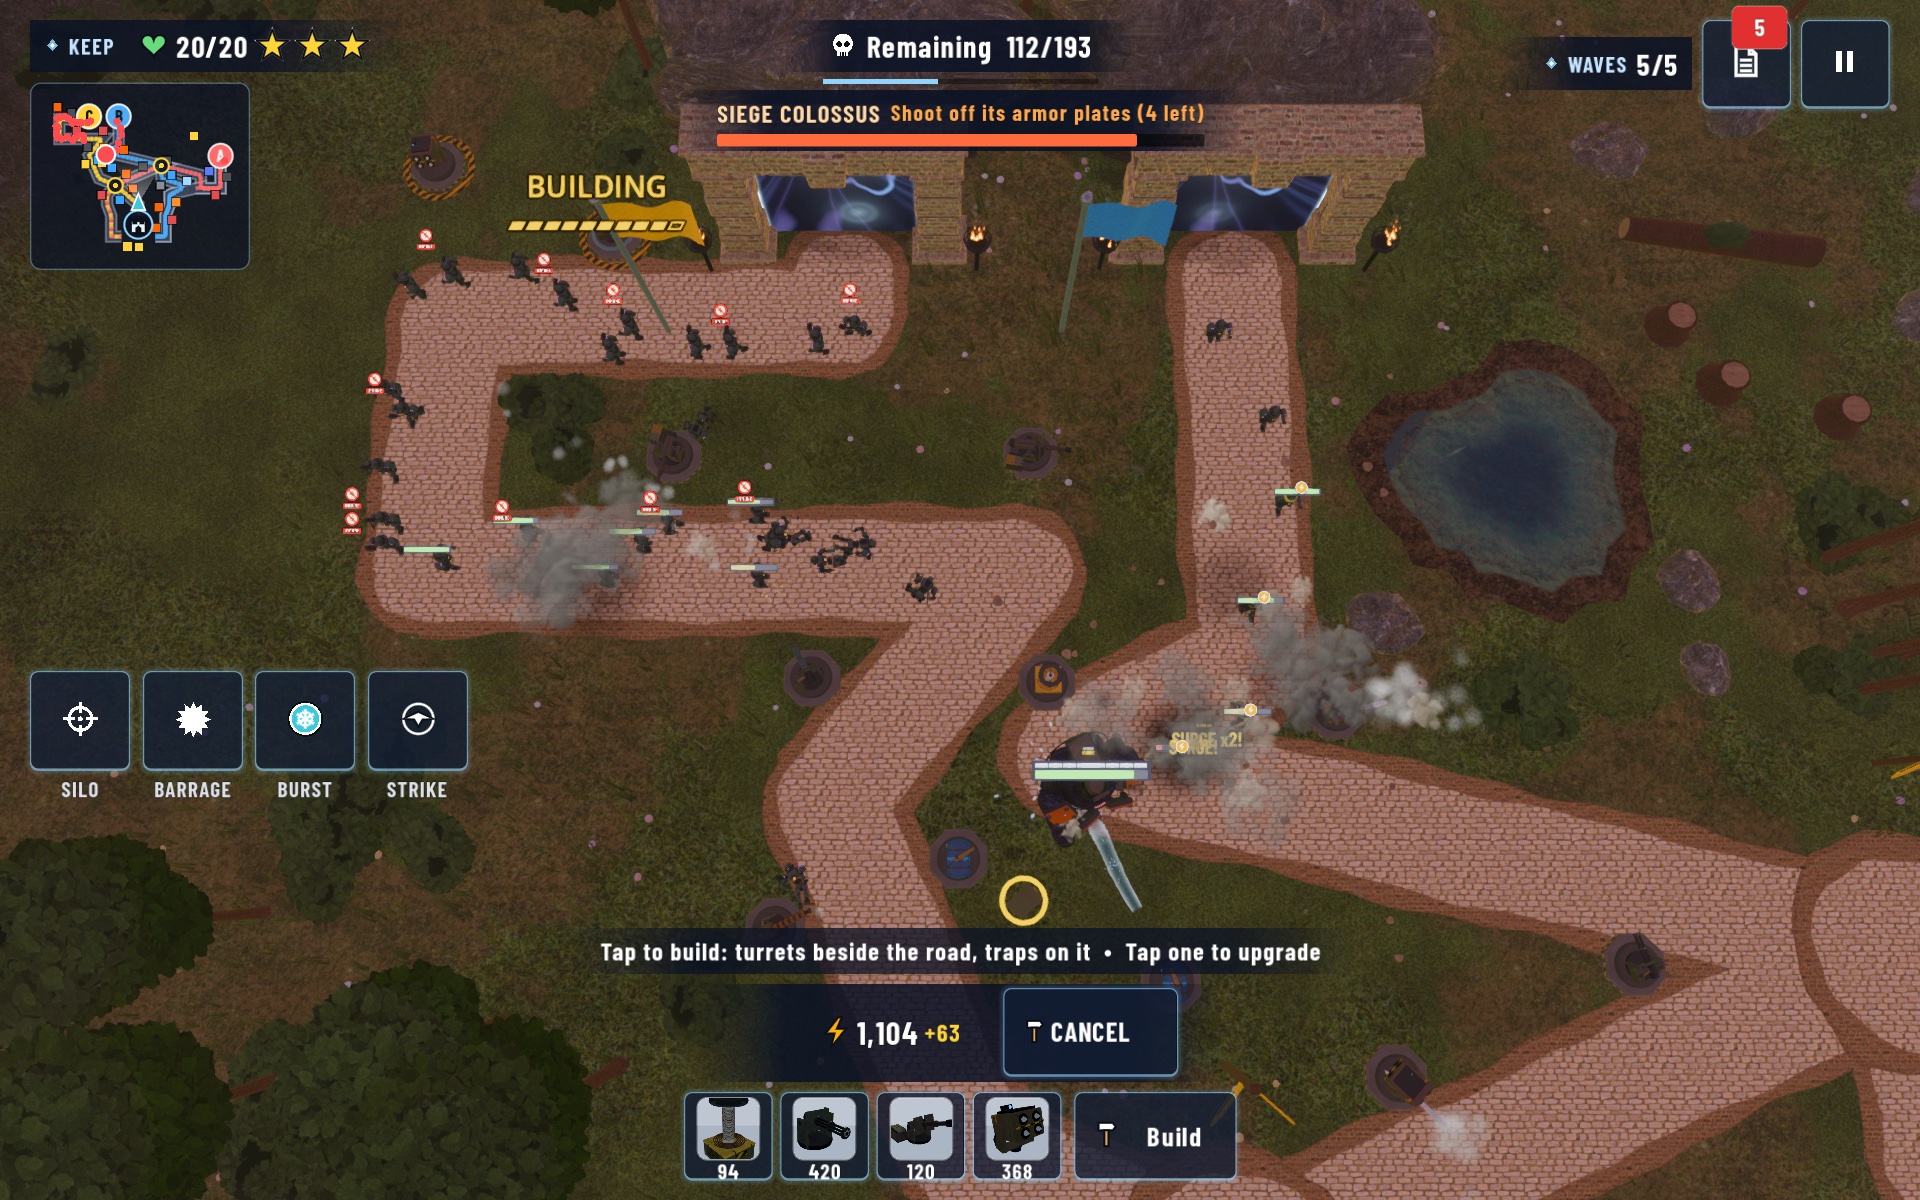 KEEP 20/20
Remaining 112/193
WAVES 5/5
5
SIEGE COLOSSUS Shoot off its armor plates (4 left)
BUILDING
C B
SILO
BARRAGE
BURST
STRIKE
Tap to build: turrets beside the road, traps on it • Tap one to upgrade
1,104 +63
CANCEL
94
420
120
368
Build